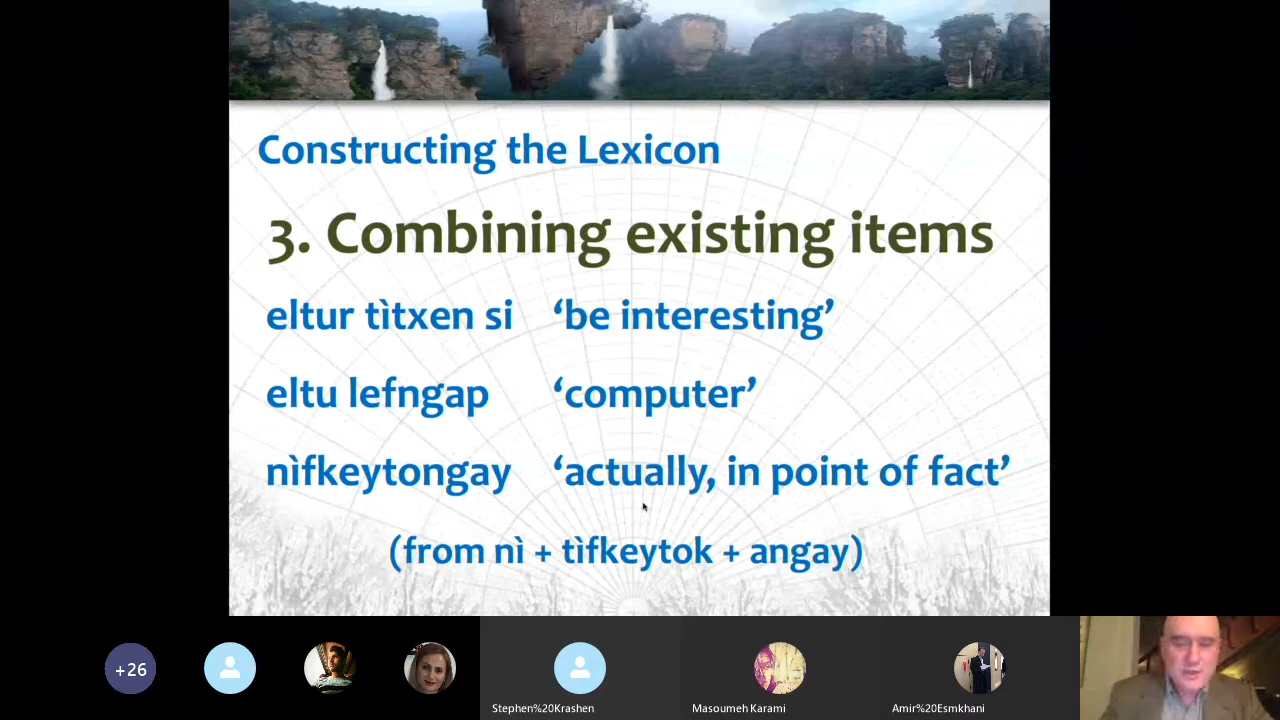 Constructing the Lexicon
3. Combining existing items
eltur tìtxen si ‘be interesting’
eltu lefngap ‘computer’
nìfkeytongay ‘actually, in point of fact’
(from nì + tìfkeytok + angay)
+26
Stephen%20Krashen
Masoumeh Karami
Amir%20Esmkhani